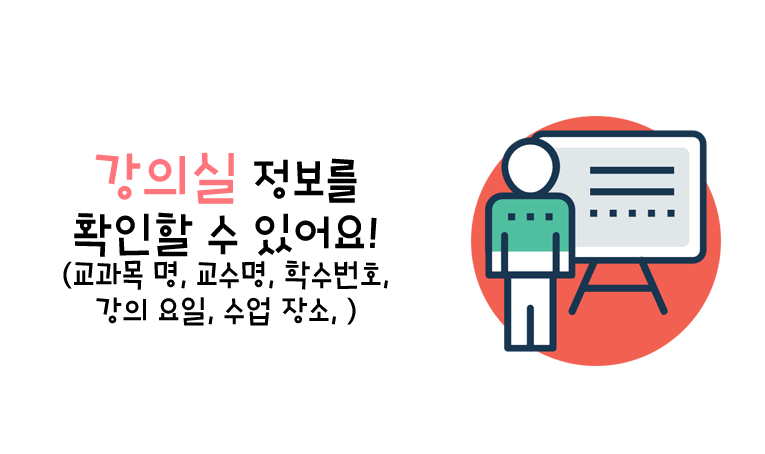 강의실 정보를
확인할 수 있어요!
(교과목 명, 교수명, 학수번호,
강의 요일, 수업 장소, )